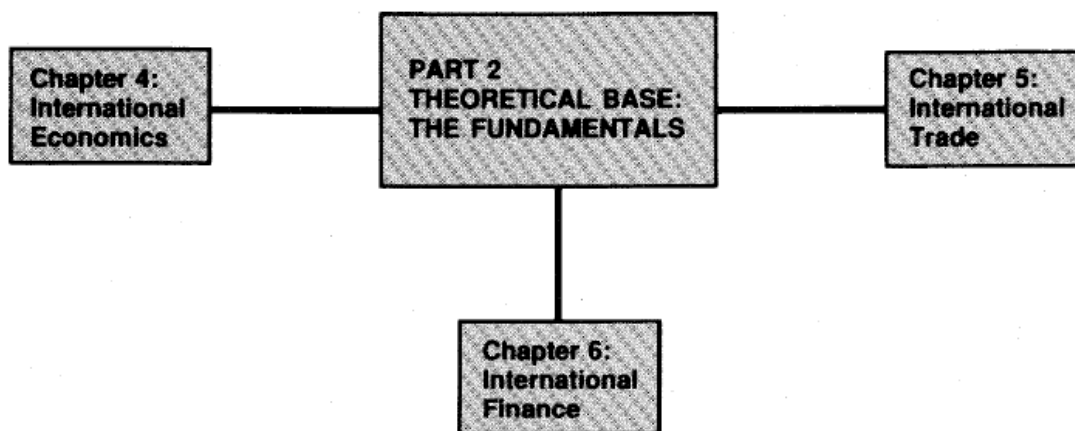 Chapter 4:
International
Economics
PART 2
THEORETICAL BASE:
THE FUNDAMENTALS
Chapter 5:
International
Trade
Chapter 6:
International
Finance